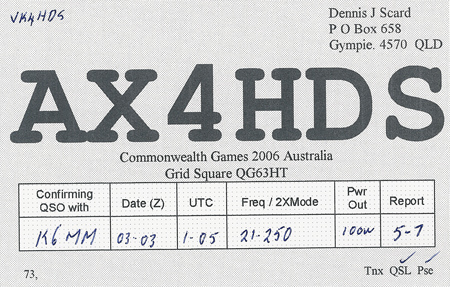 VK4HDS
Dennis J Scard
P O Box 658
Gympie. 4570 QLD
AX4HDS
Commonwealth Games 2006 Australia
Grid Square QG63HT
Confirming QSO with Date (Z) UTC Freq / 2XMode Pwr Out Report
K6MM 03-03 1-05 21-250 100W 5-7
73,
Tnx QSL Pse